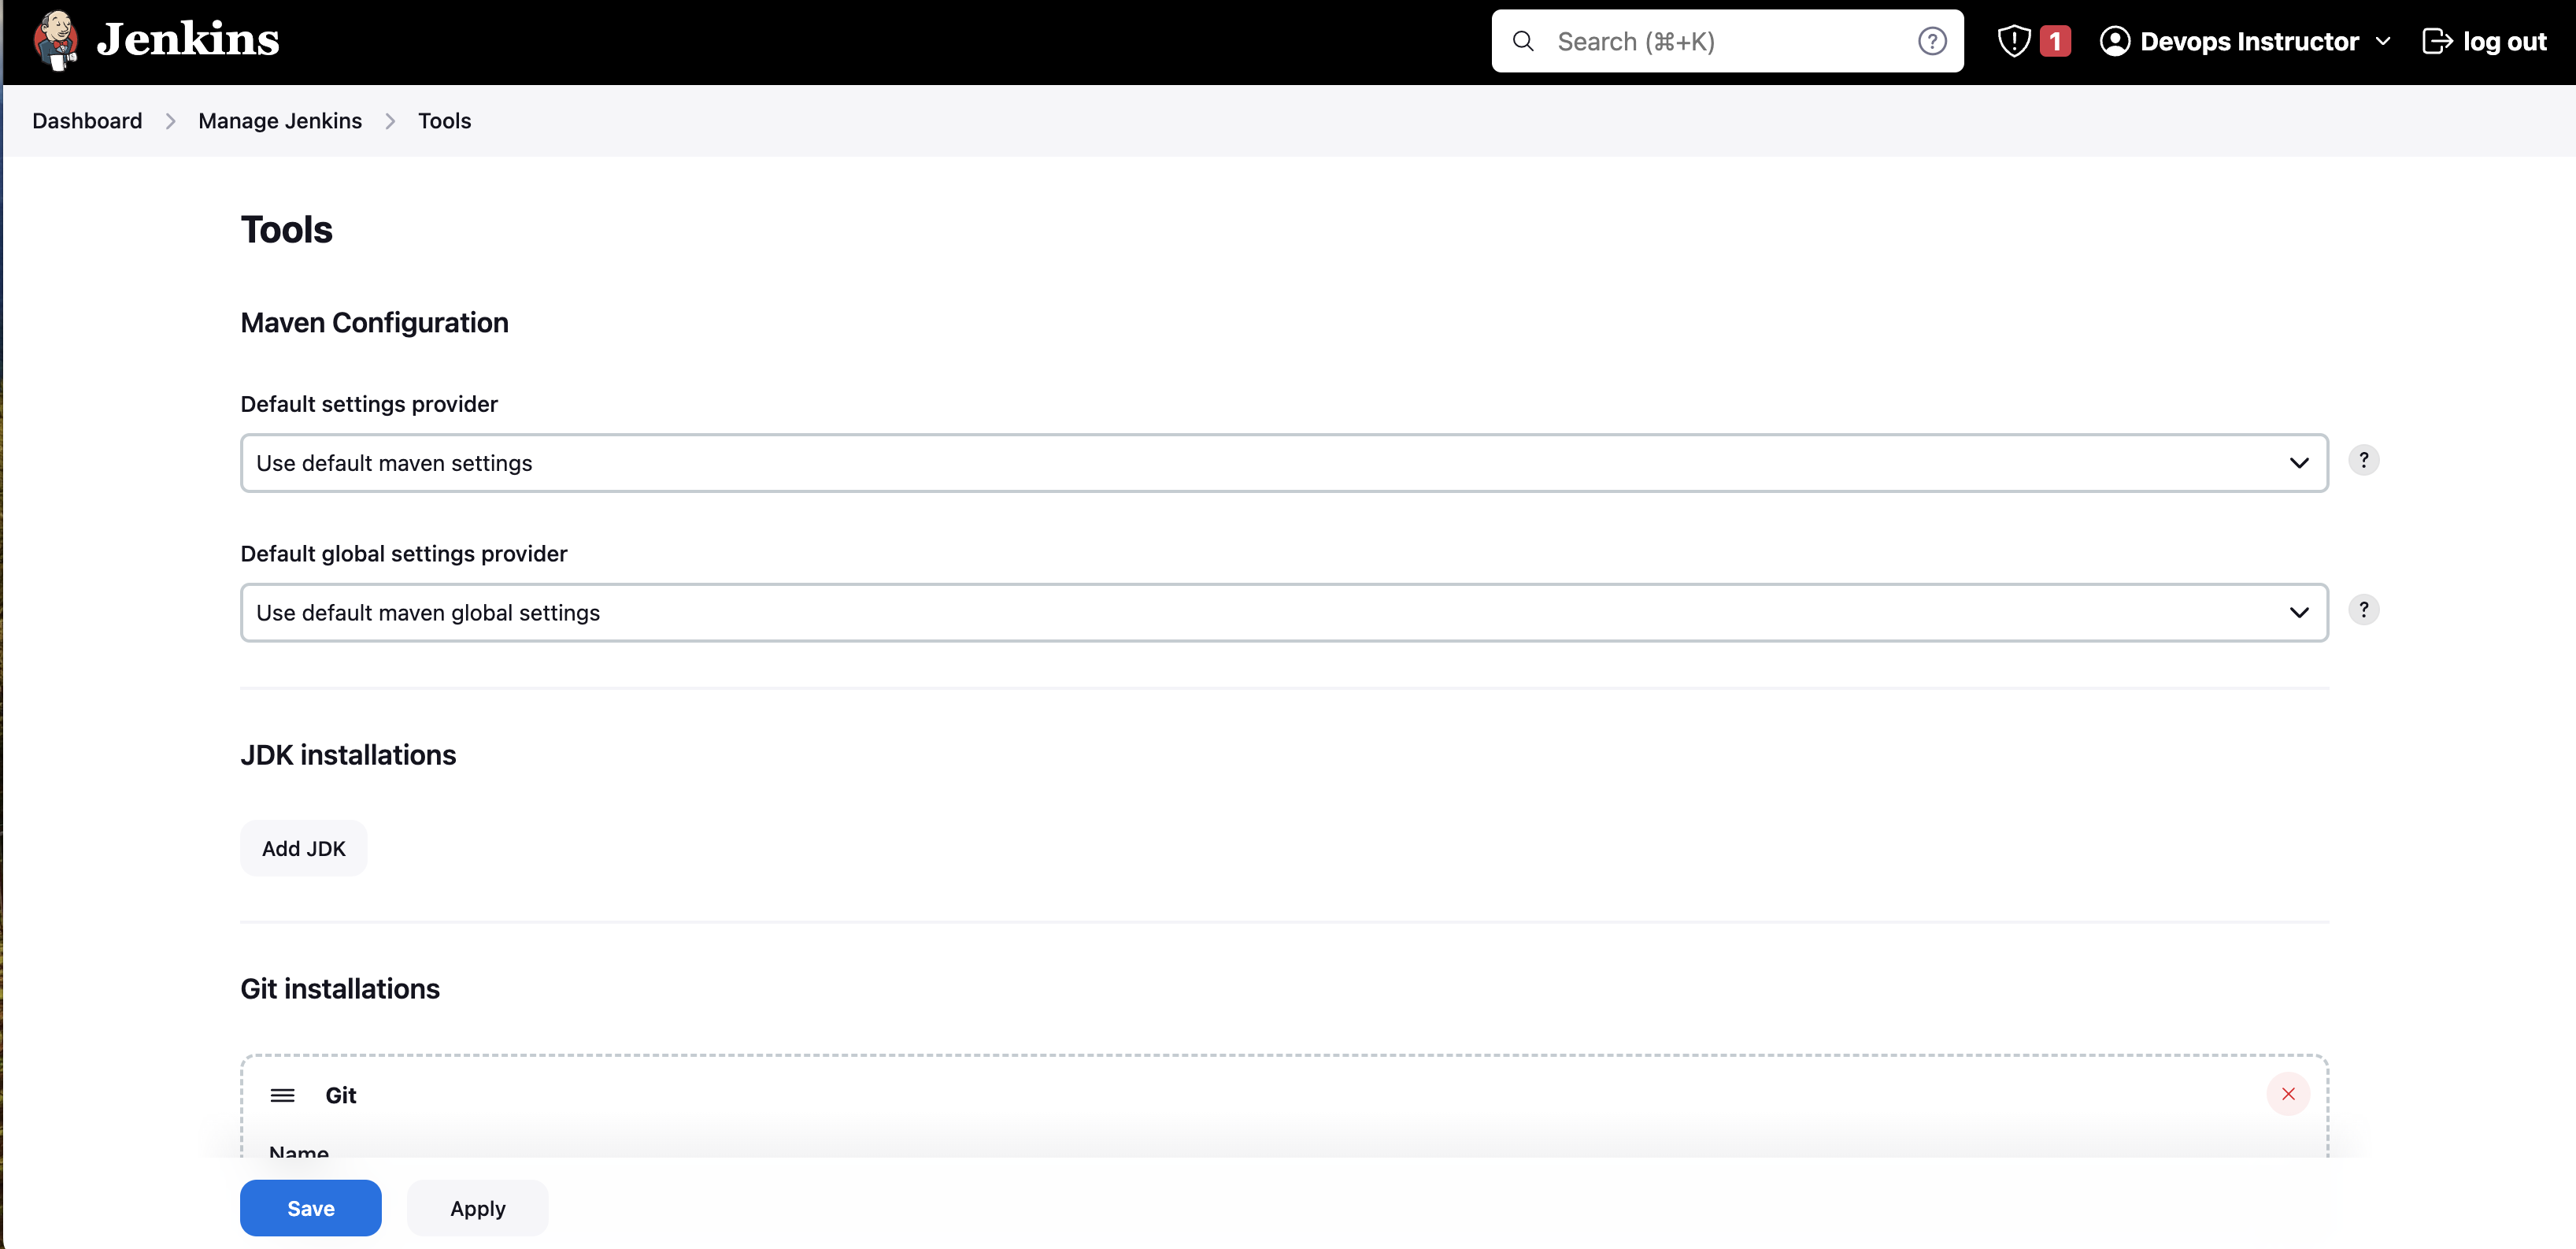 Jenkins
Search (⌘+K)
?
1
Devops Instructor
log out
Dashboard
Manage Jenkins
Tools
Tools
Maven Configuration
Default settings provider
Use default maven settings
?
Default global settings provider
Use default maven global settings
?
JDK installations
Add JDK
Git installations
Git
Name
Save
Apply